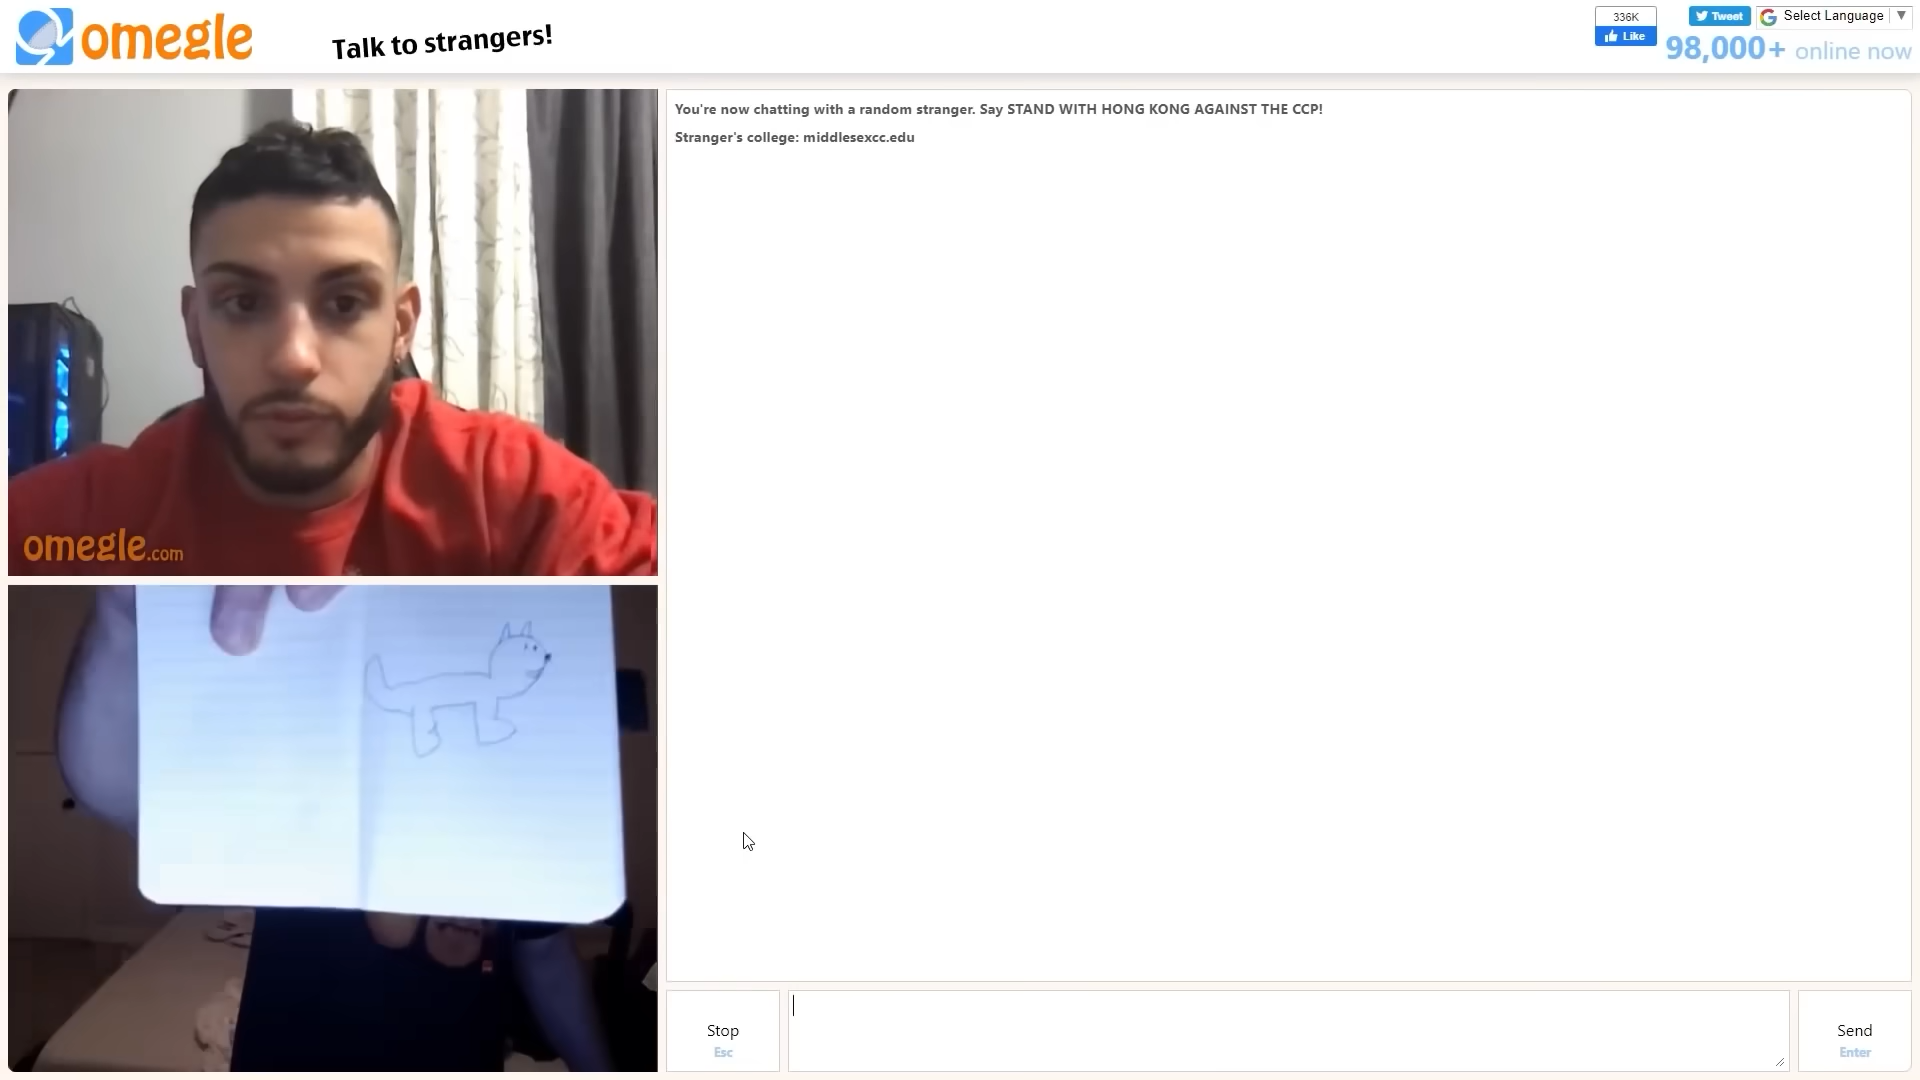 omegle
Talk to strangers!
336K
Like
Tweet
Select Language
98,000+ online now
You're now chatting with a random stranger. Say STAND WITH HONG KONG AGAINST THE CCP!
Stranger's college: middlesexcc.edu
omegle.com
Stop
Esc
Send
Enter